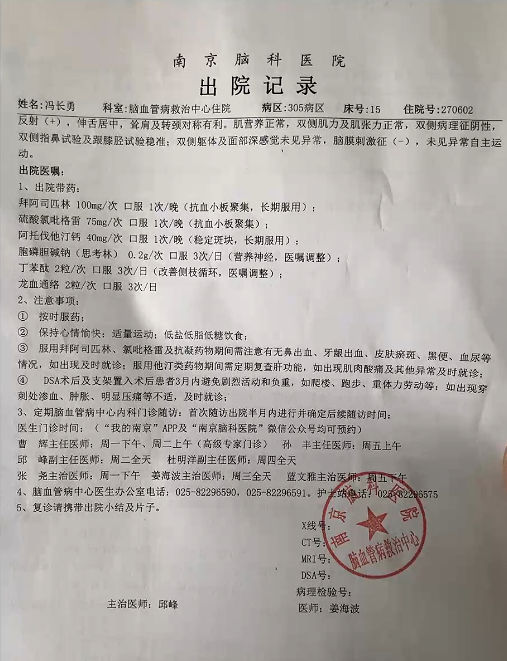 南京脑科医院
出院记录
姓名:冯长勇 科室:脑血管病救治中心住院 病区:305病区 床号:15 住院号:270602
反射(+),伸舌居中,耸肩及转颈对称有利。肌营养正常,双侧肌力及肌张力正常,双侧病理征阴性,
双侧指鼻试验及跟膝胫试验稳准;双侧躯体及面部深感觉未见异常,脑膜刺激征(-),未见异常自主运
动。
出院医嘱:
1、出院带药:
拜阿司匹林 100mg/次 口服 1次/晚(抗血小板聚集,长期服用);
硫酸氯吡格雷 75mg/次 口服 1次/晚(抗血小板聚集);
阿托伐他汀钙 40mg/次 口服 1次/晚(稳定斑块,长期服用);
胞磷胆碱钠(思考林) 0.2g/次 口服 3次/日(营养神经,医嘱调整);
丁苯酞 2粒/次 口服 3次/日(改善侧枝循环,医嘱调整);
龙血通络 2粒/次 口服 3次/日
2、注意事项:
① 按时服药;
② 保持心情愉快;适量运动;低盐低脂低糖饮食;
③ 服用拜阿司匹林、氯吡格雷及抗凝药物期间需注意有无鼻出血、牙龈出血、皮肤瘀斑、黑便、血尿等
情况,如出现及时就诊;服用他汀类药物期间需定期复查肝功能,如出现肌肉酸痛及其他异常及时就诊;
④ DSA术后及支架置入术后患者3月内避免剧烈活动和负重,如爬楼、跑步、重体力劳动等;如出现穿
刺处渗血、肿胀、明显压痛等不适,及时就诊;
3、定期脑血管病中心内科门诊随访:首次随访出院半月内进行并确定后续随访时间;
医生门诊时间:(“我的南京”APP及“南京脑科医院”微信公众号均可预约)
曹 辉主任医师:周一下午、周二上午(高级专家门诊) 孙 丰主任医师:周五上午
邱 峰副主任医师:周二全天 杜明洋副主任医师:周四全天
张 尧主治医师:周一下午 姜海波主治医师:周三全天 蓝文雅主治医师:周五下午
4、脑血管病中心医生办公室电话:025-82296590,025-82296591。护士站电话:025-82296575
5、复诊请携带出院小结及片子。
X线号:
CT号:
MRI号:
DSA号:
病理检验号:
主治医师:邱峰 医师:姜海波
南京脑科医院
脑血管病救治中心